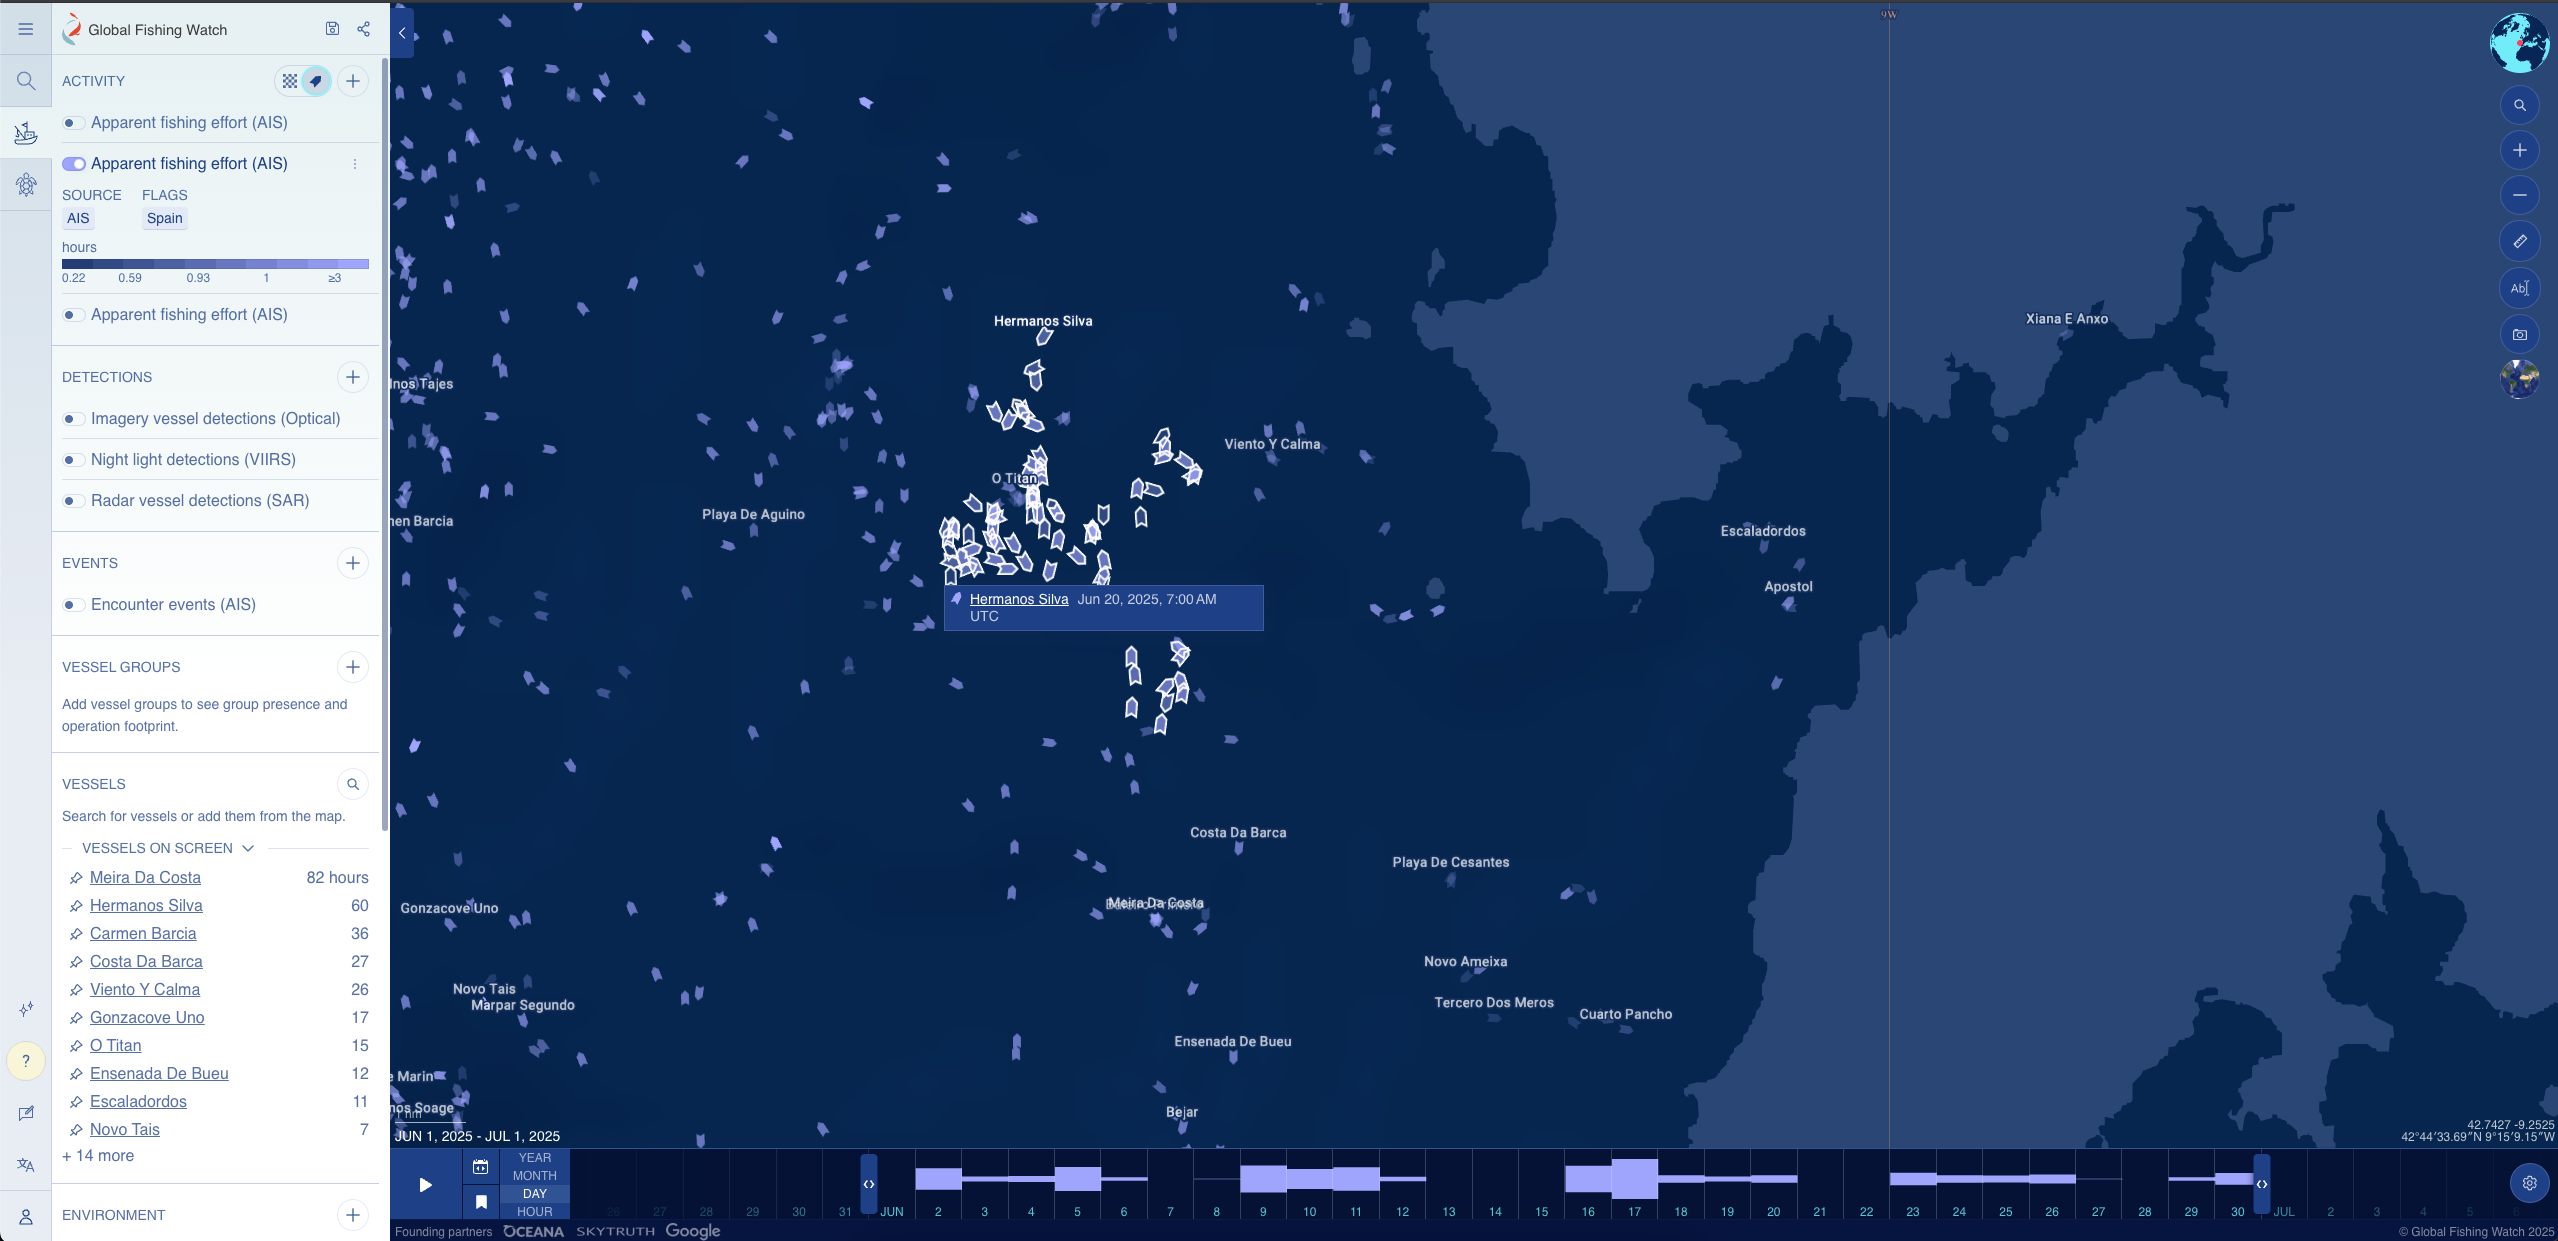 Global Fishing Watch
ACTIVITY
Apparent fishing effort (AIS)
Apparent fishing effort (AIS)
SOURCE FLAGS
AIS Spain
hours
0.22 0.59 0.93 1 ≥3
Apparent fishing effort (AIS)
DETECTIONS
Imagery vessel detections (Optical)
Night light detections (VIIRS)
Radar vessel detections (SAR)
EVENTS
Encounter events (AIS)
VESSEL GROUPS
Add vessel groups to see group presence and
operation footprint.
VESSELS
Search for vessels or add them from the map.
VESSELS ON SCREEN
Meira Da Costa 82 hours
Hermanos Silva 60
Carmen Barcia 36
Costa Da Barca 27
Viento Y Calma 26
Gonzacove Uno 17
O Titan 15
Ensenada De Bueu 12
Escaladordos 11
Novo Tais 7
+ 14 more
ENVIRONMENT
?
9W
Ab
Hermanos Silva
Xiana E Anxo
nos Tajes
Viento Y Calma
O Titan
Playa De Aguino
en Barcia
Escaladordos
Apostol
Hermanos Silva Jun 20, 2025, 7:00 AM
UTC
Costa Da Barca
Playa De Cesantes
Meira Da Costa
Gonzacove Uno
Novo Ameixa
Novo Tais
Marpar Segundo
Tercero Dos Meros
Cuarto Pancho
Ensenada De Bueu
e Marin
os Soage
1 nm
Bejar
42.7427 -9.2525
42°44′33.69″N 9°15′9.15″W
JUN 1, 2025 - JUL 1, 2025
YEAR
MONTH
DAY
HOUR
26 27 28 29 30 31 JUN 2 3 4 5 6 7 8 9 10 11 12 13 14 15 16 17 18 19 20 21 22 23 24 25 26 27 28 29 30 JUL 2 3 4 5 6
Founding partners OCEANA SKYTRUTH Google
© Global Fishing Watch 2025